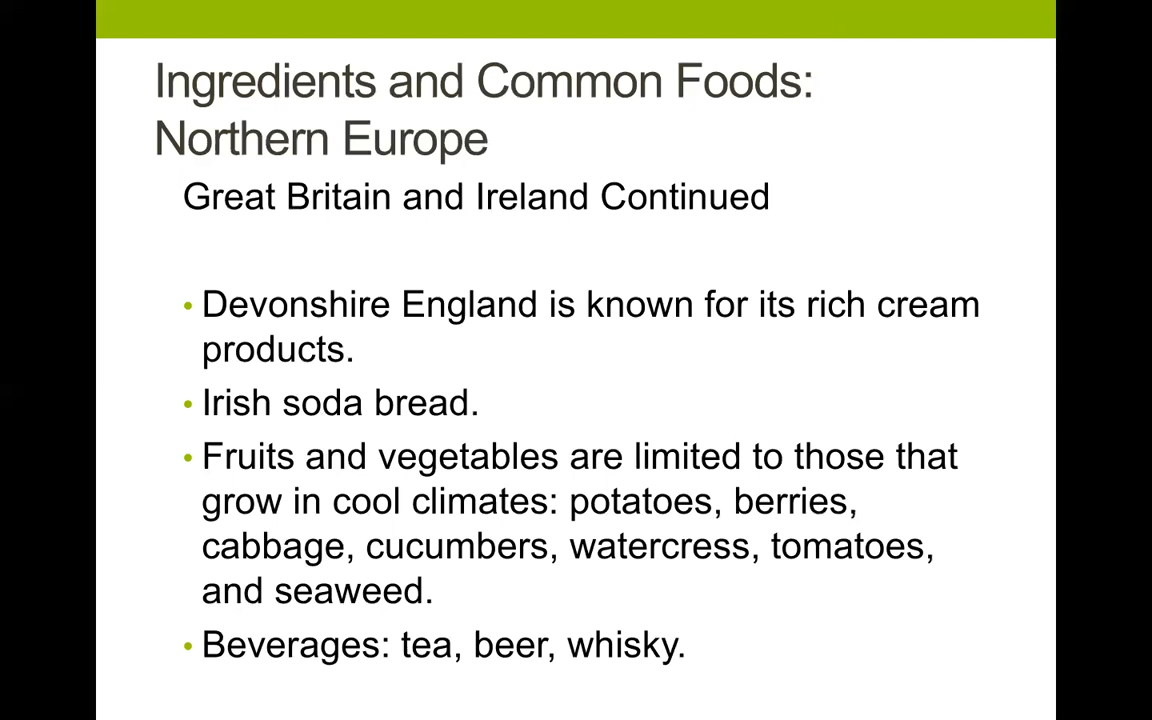 Ingredients and Common Foods:
Northern Europe
Great Britain and Ireland Continued
• Devonshire England is known for its rich cream
products.
• Irish soda bread.
• Fruits and vegetables are limited to those that
grow in cool climates: potatoes, berries,
cabbage, cucumbers, watercress, tomatoes,
and seaweed.
• Beverages: tea, beer, whisky.